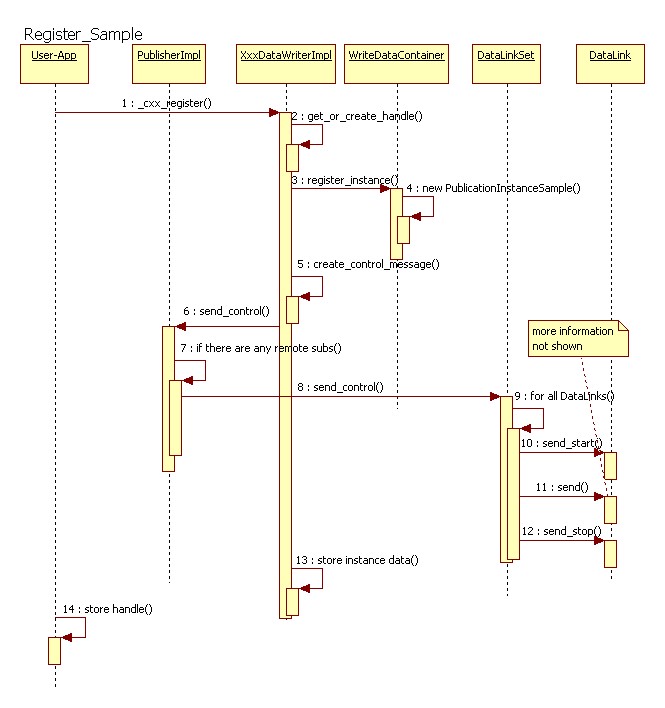 Register_Sample
User-App
PublisherImpl
XxxDataWriterImpl
WriteDataContainer
DataLinkSet
DataLink
1 : _cxx_register()
2 : get_or_create_handle()
3 : register_instance()
4 : new PublicationInstanceSample()
5 : create_control_message()
6 : send_control()
more information
not shown
7 : if there are any remote subs()
8 : send_control()
9 : for all DataLinks()
10 : send_start()
11 : send()
12 : send_stop()
13 : store instance data()
14 : store handle()